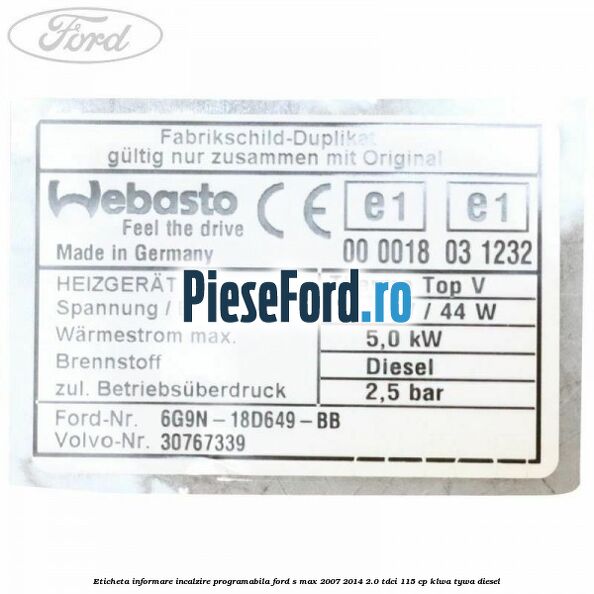 Ford
Fabrikschild-Duplikat
gültig nur zusammen mit Original
Webasto
Feel the drive
CE e1 e1
Made in Germany 00 0018 03 1232
HEIZGERÄT Top V
Spannung / / 44 W
PieseFord.ro
Wärmestrom max. 5,0 kW
Brennstoff Diesel
zul. Betriebsüberdruck 2,5 bar
Ford-Nr. 6G9N-18D649-BB
Volvo-Nr. 30767339
Eticheta informare incalzire programabila ford s max 2007 2014 2.0 tdci 115 cp klwa tywa diesel